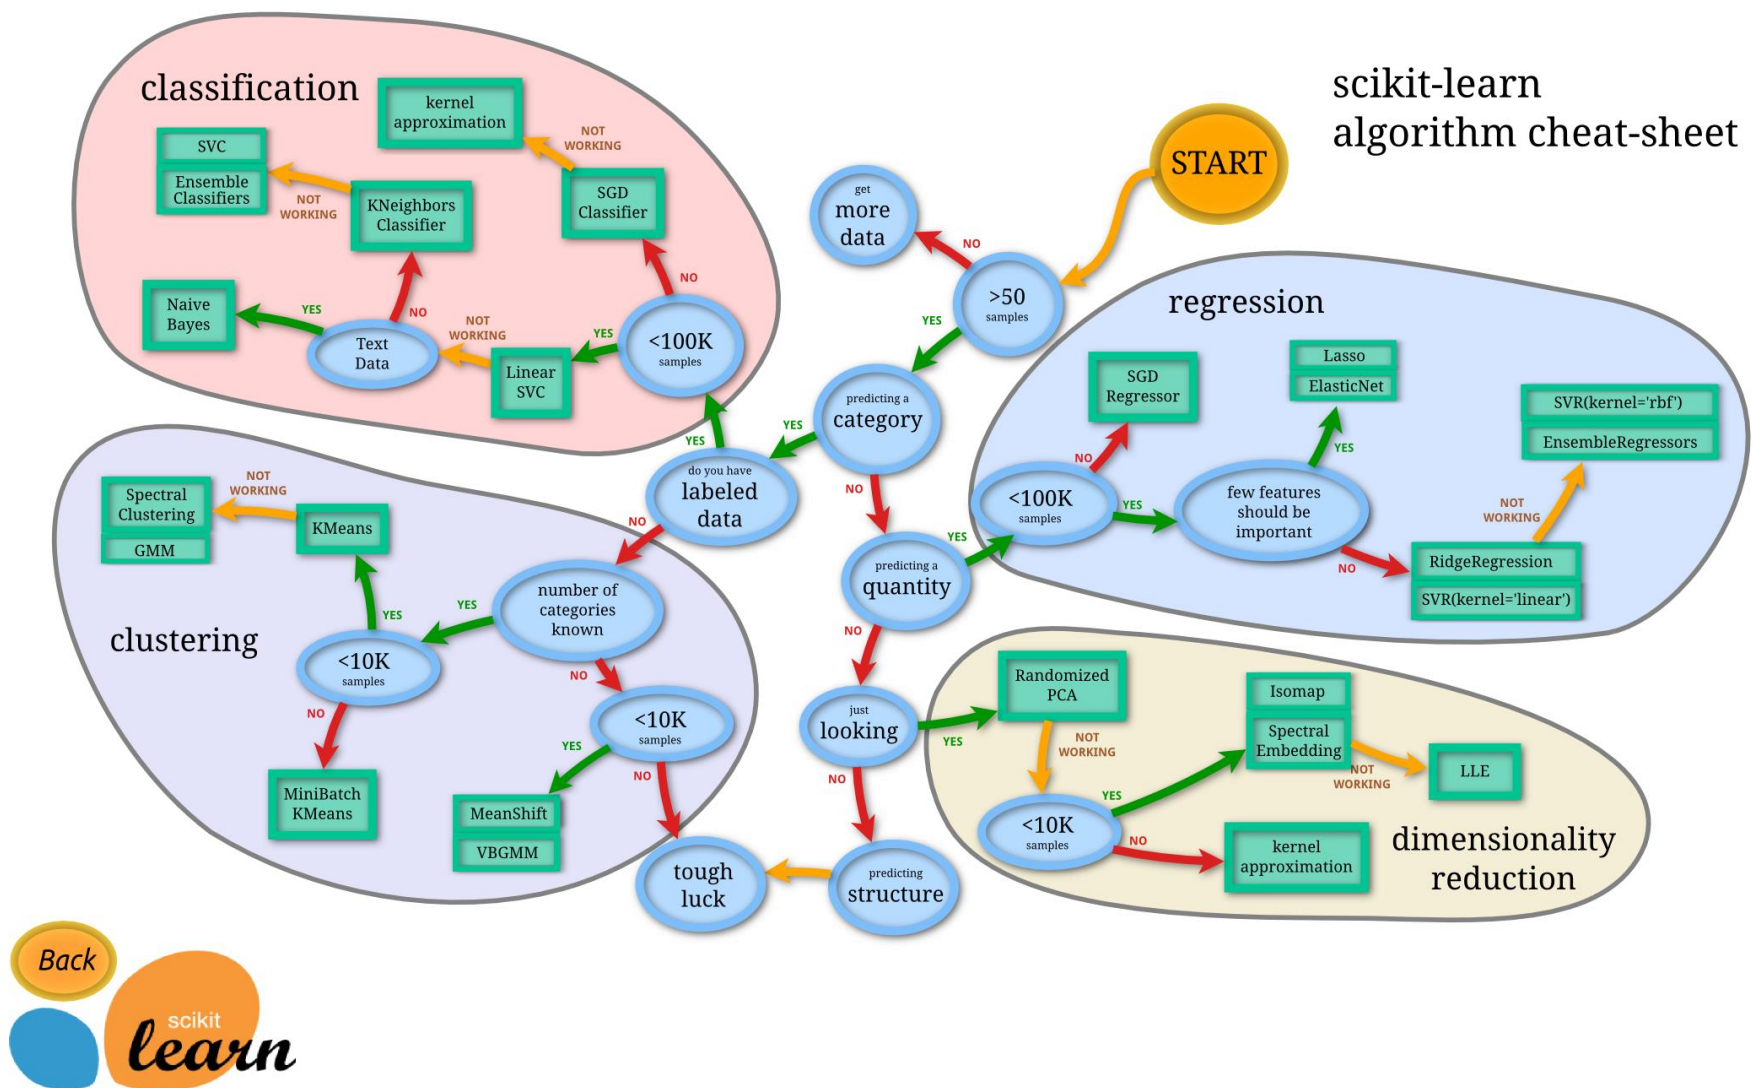 scikit-learn
algorithm cheat-sheet
START
get
more
data
NO
>50
samples
YES
predicting a
category
YES
NO
do you have
labeled
data
YES
NO
predicting a
quantity
YES
NO
just
looking
YES
NO
predicting
structure
tough
luck
classification
kernel
approximation
NOT
WORKING
SVC
Ensemble
Classifiers
NOT
WORKING
KNeighbors
Classifier
SGD
Classifier
NO
Naive
Bayes
YES
NO
Text
Data
NOT
WORKING
Linear
SVC
YES
<100K
samples
regression
SGD
Regressor
NO
Lasso
ElasticNet
YES
SVR(kernel='rbf')
EnsembleRegressors
NOT
WORKING
<100K
samples
YES
few features
should be
important
NO
RidgeRegression
SVR(kernel='linear')
clustering
Spectral
Clustering
GMM
NOT
WORKING
KMeans
YES
<10K
samples
YES
number of
categories
known
NO
NO
MiniBatch
KMeans
<10K
samples
YES
NO
MeanShift
VBGMM
dimensionality
reduction
Randomized
PCA
NOT
WORKING
<10K
samples
YES
NO
Isomap
Spectral
Embedding
NOT
WORKING
LLE
kernel
approximation
Back
scikit
learn